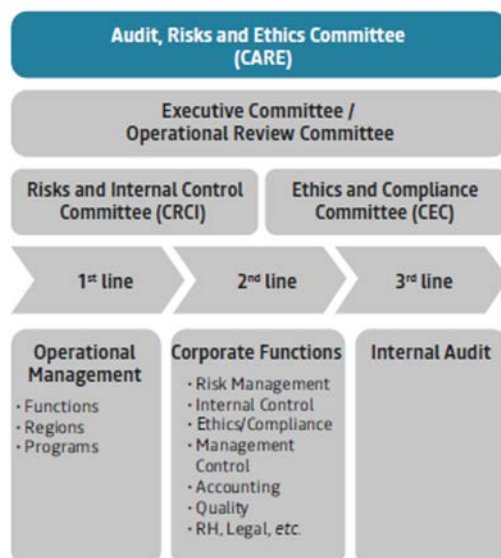 Audit, Risks and Ethics Committee
(CARE)
Executive Committee /
Operational Review Committee
Risks and Internal Control
Committee (CRCI)
Ethics and Compliance
Committee (CEC)
1st line
2nd line
3rd line
Operational
Management
· Functions
· Regions
· Programs
Corporate Functions
· Risk Management
· Internal Control
· Ethics/Compliance
· Management
Control
· Accounting
· Quality
· RH, Legal, etc.
Internal Audit